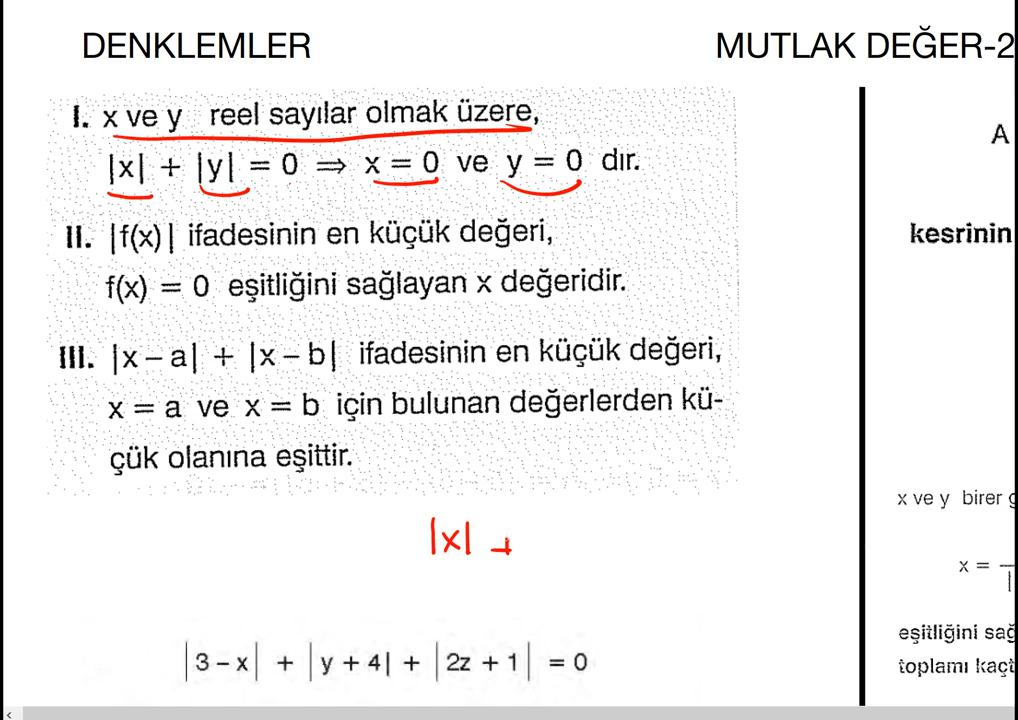 DENKLEMLER
MUTLAK DEĞER-2
I. x ve y reel sayılar olmak üzere,
|x| + |y| = 0 ⇒ x = 0 ve y = 0 dır.
II. |f(x)| ifadesinin en küçük değeri,
f(x) = 0 eşitliğini sağlayan x değeridir.
III. |x – a| + |x – b| ifadesinin en küçük değeri,
x = a ve x = b için bulunan değerlerden kü-
çük olanına eşittir.
|x| +
|3 – x| + |y + 4| + |2z + 1| = 0
A
kesrinin
x ve y birer
x =
eşitliğini
toplamı